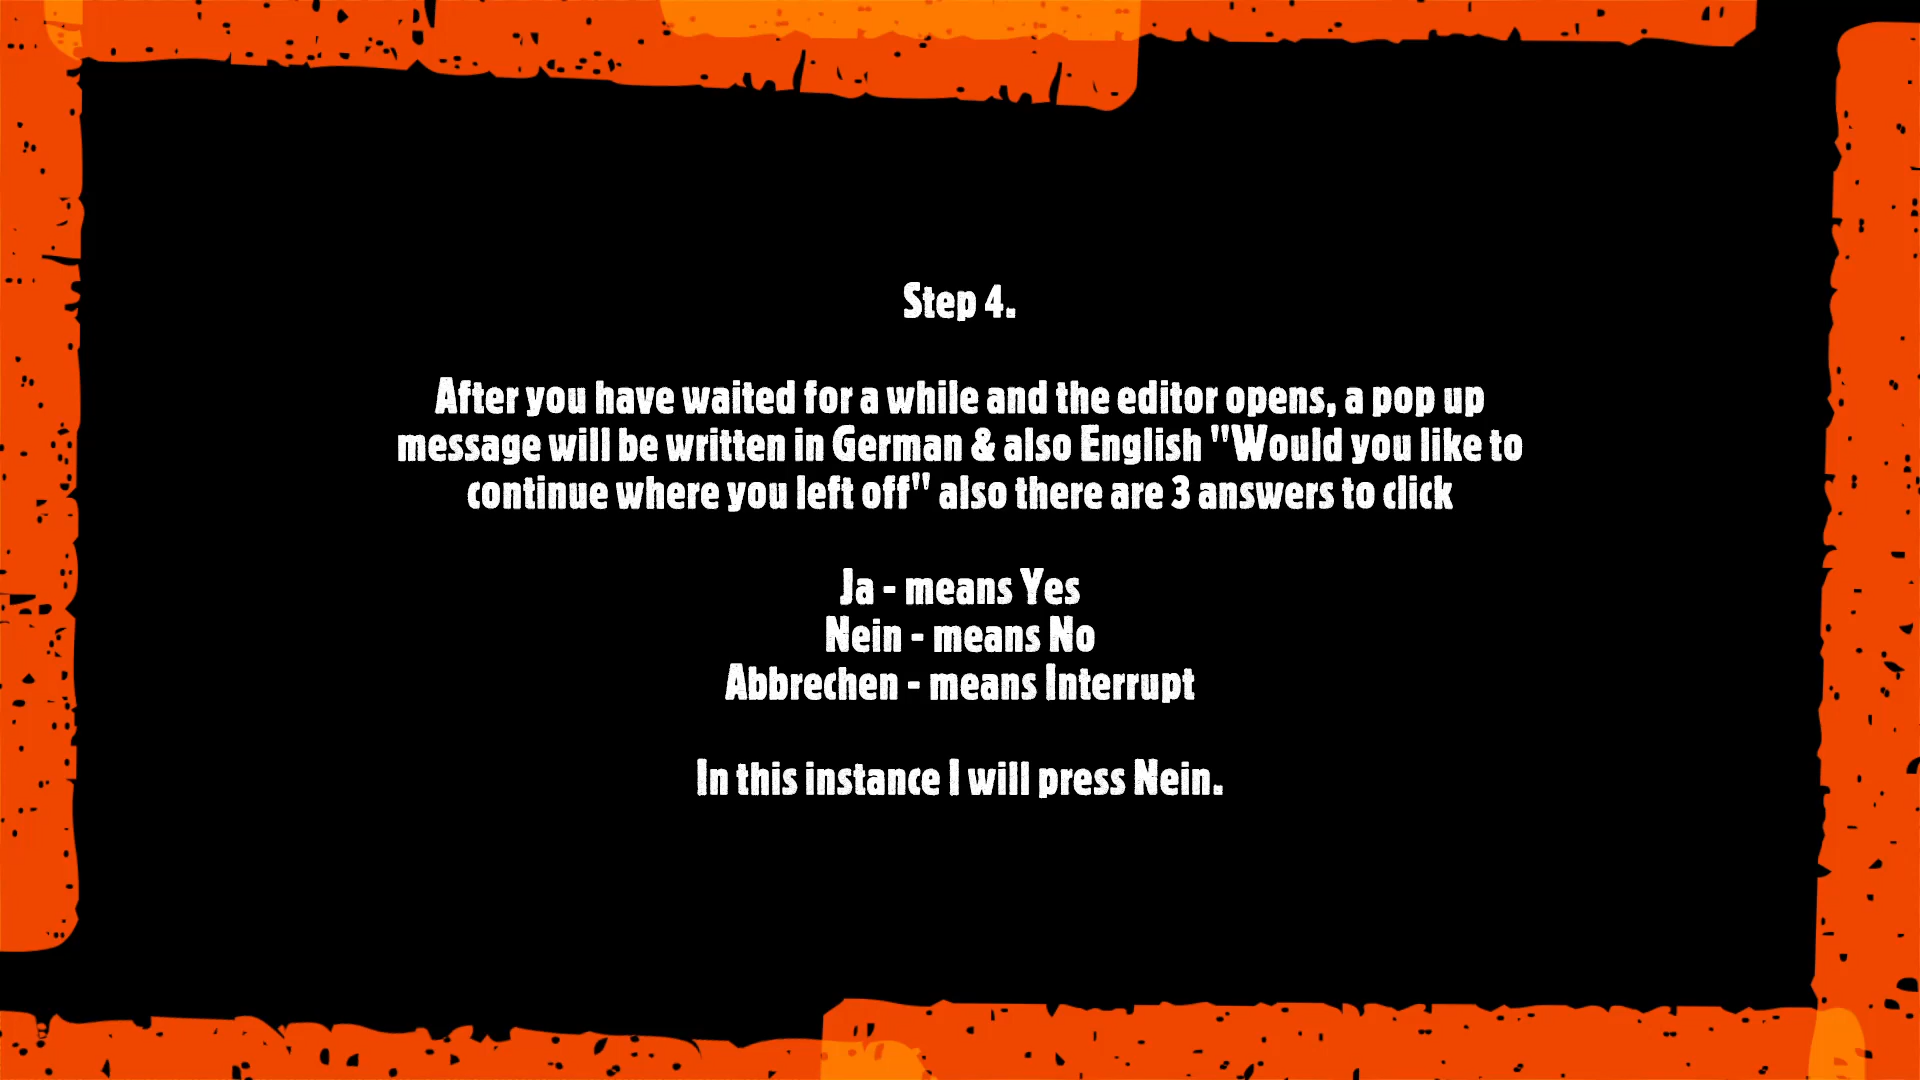 Step 4.
After you have waited for a while and the editor opens, a pop up
message will be written in German & also English "Would you like to
continue where you left off" also there are 3 answers to click
Ja - means Yes
Nein - means No
Abbrechen - means Interrupt
In this instance I will press Nein.